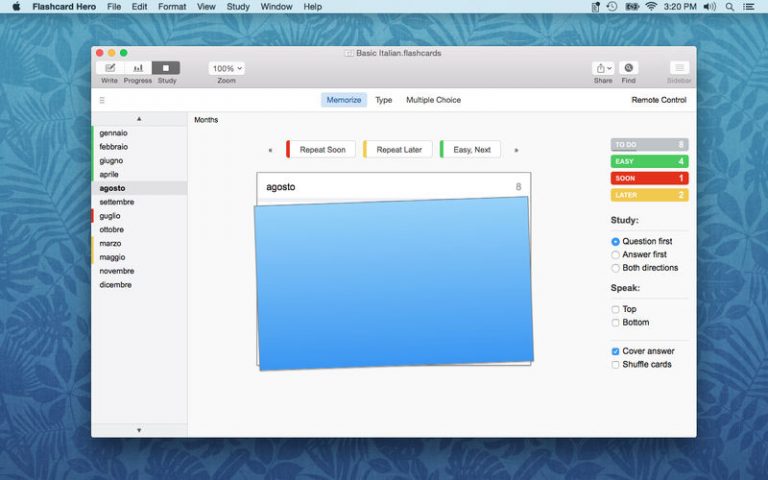 Flashcard Hero File Edit Format View Study Window Help 3:20 PM
Basic Italian.flashcards
100%
Write Progress Study Zoom Share Find Sidebar
Memorize Type Multiple Choice Remote Control
Months
gennaio
febbraio
giugno
aprile
agosto
settembre
guglio
ottobre
marzo
maggio
novembre
dicembre
« Repeat Soon Repeat Later Easy, Next »
agosto 8
TO DO 8
EASY 4
SOON 1
LATER 2
Study:
Question first
Answer first
Both directions
Speak:
Top
Bottom
Cover answer
Shuffle cards